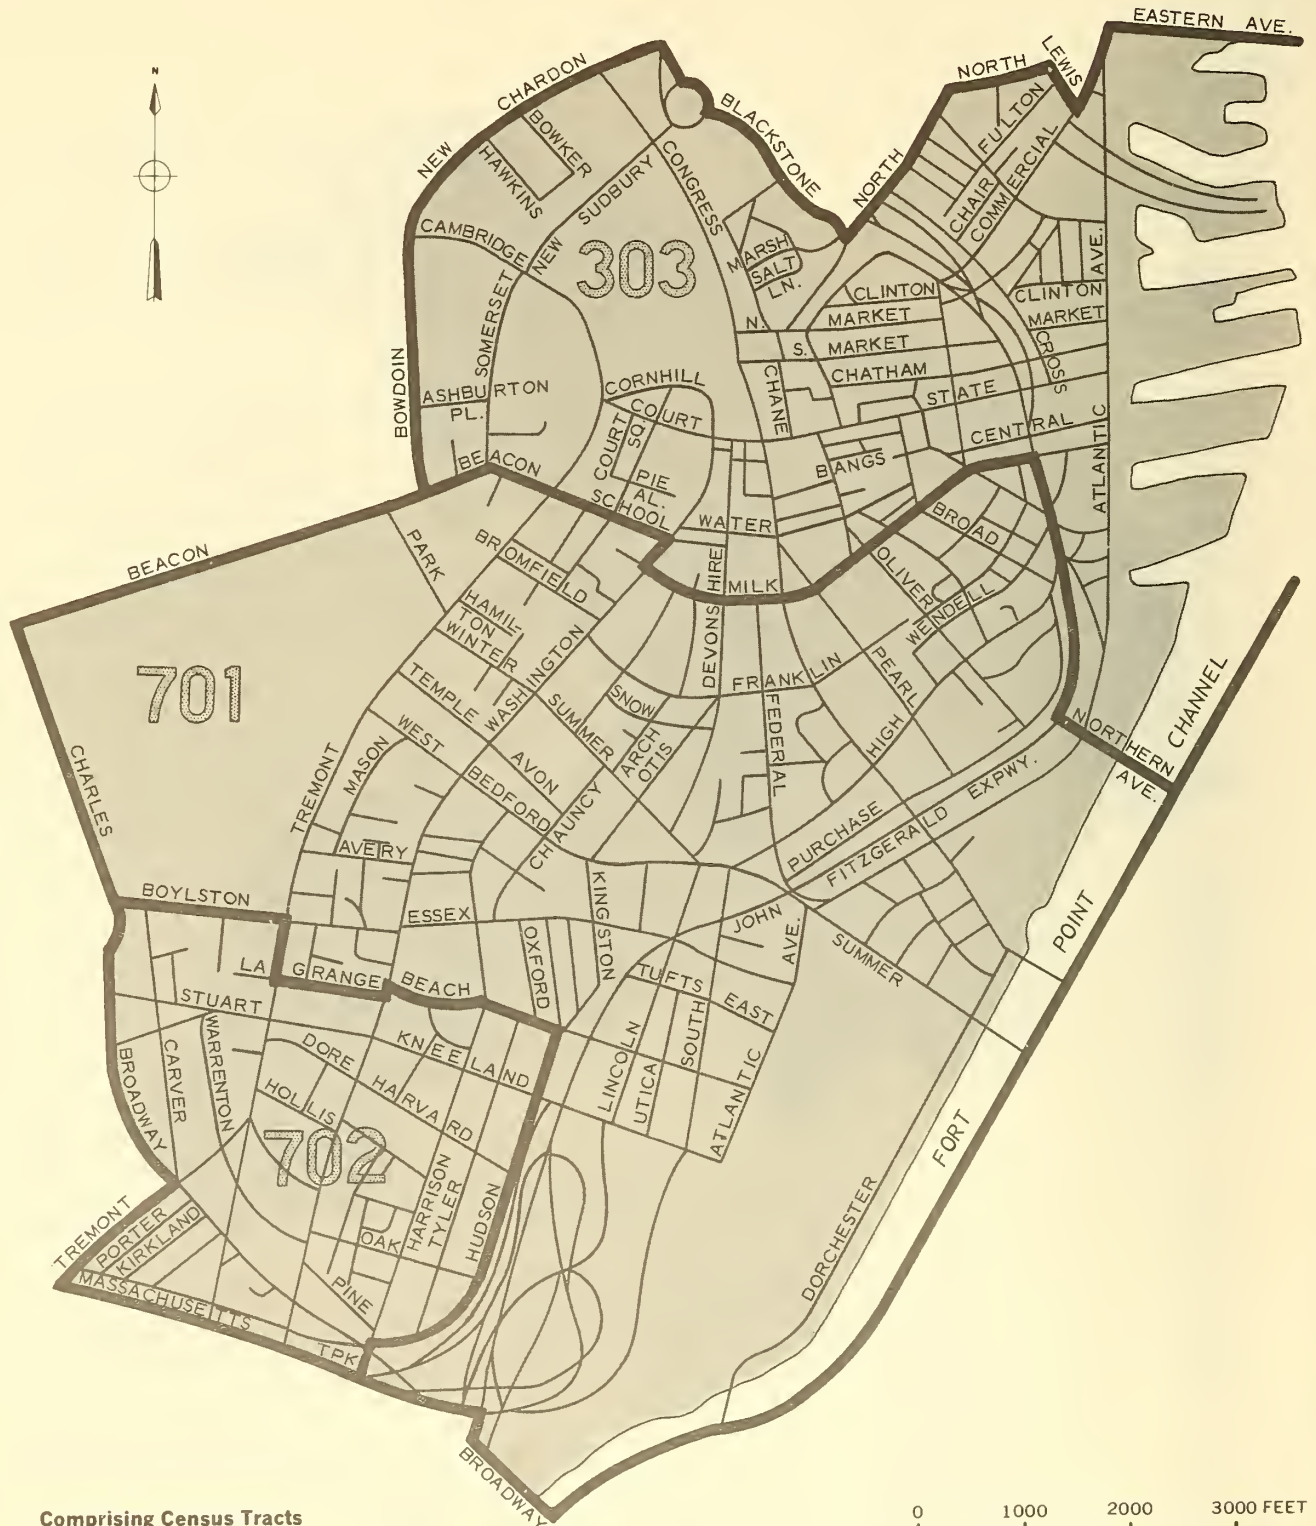 N
EASTERN AVE.
LEWIS
NORTH
NEW CHARDON
BLACKSTONE
BOWKER
HAWKINS
FULTON
CHAIR
COMMERCIAL
NORTH
CONGRESS
NEW SUDBURY
CAMBRIDGE
303
MARSH
SALT
LN.
AVE.
CLINTON
CLINTON
N. MARKET
MARKET
SOMERSET
S. MARKET
CROSS
BOWDOIN
CHATHAM
CHANE
ASHBURTON
PL.
CORNHILL
COURT
STATE
CENTRAL
ATLANTIC
COURT
SQ.
BEACON
PIE
AL.
BANGS
SCHOOL
WATER
BROAD
BEACON
PARK
BROMFIELD
DEVONSHIRE
MILK
OLIVER
WENDELL
HAMIL-
TON
WINTER
WASHINGTON
FRANKLIN
PEARL
701
TEMPLE
SNOW
SUMMER
ARCH
OTIS
FEDERAL
HIGH
NORTHERN
AVE.
CHANNEL
CHARLES
TREMONT
MASON
WEST
AVON
BEDFORD
CHAUNCY
AVERY
PURCHASE
FITZGERALD EXPWY.
BOYLSTON
ESSEX
KINGSTON
OXFORD
JOHN
AVE.
SUMMER
POINT
LA GRANGE
BEACH
TUFTS
EAST
STUART
KNEELAND
LINCOLN
UTICA
SOUTH
ATLANTIC
BROADWAY
CARVER
WARRENTON
DORE
HARVARD
HOLLIS
702
FORT
HARRISON
TYLER
HUDSON
OAK
TREMONT
PORTER
KIRKLAND
PINE
DORCHESTER
MASSACHUSETTS
TPK
BROADWAY
Comprising Census Tracts
0 1000 2000 3000 FEET